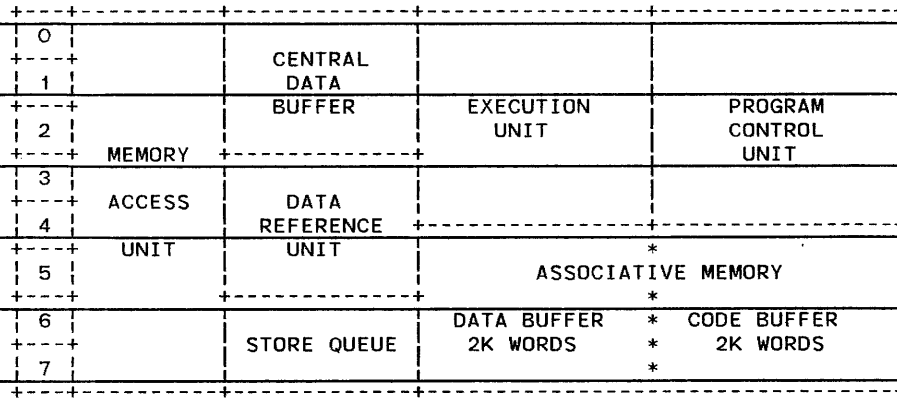 0
CENTRAL
1 DATA
BUFFER EXECUTION PROGRAM
2 UNIT CONTROL
MEMORY UNIT
3
ACCESS DATA
4 REFERENCE
UNIT UNIT *
5 ASSOCIATIVE MEMORY
*
6 DATA BUFFER * CODE BUFFER
STORE QUEUE 2K WORDS * 2K WORDS
7 *